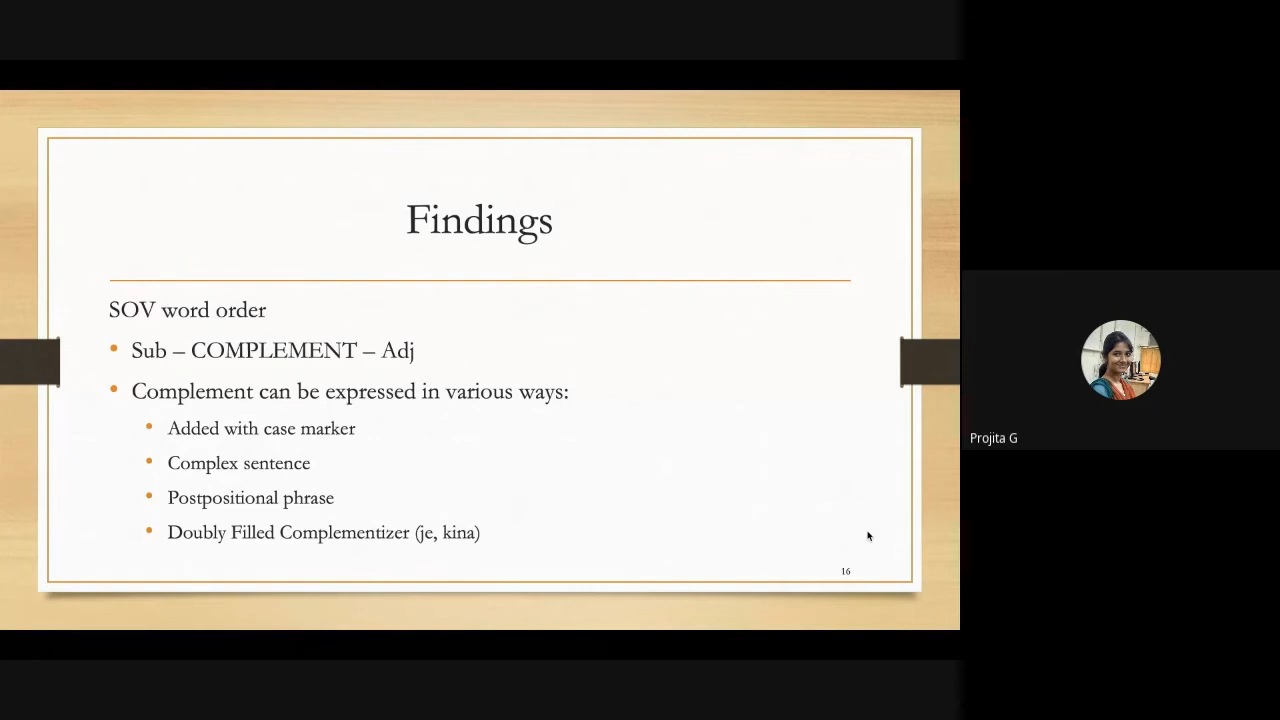 Findings
SOV word order
• Sub – COMPLEMENT – Adj
• Complement can be expressed in various ways:
• Added with case marker
• Complex sentence
• Postpositional phrase
• Doubly Filled Complementizer (je, kina)
16
Projita G